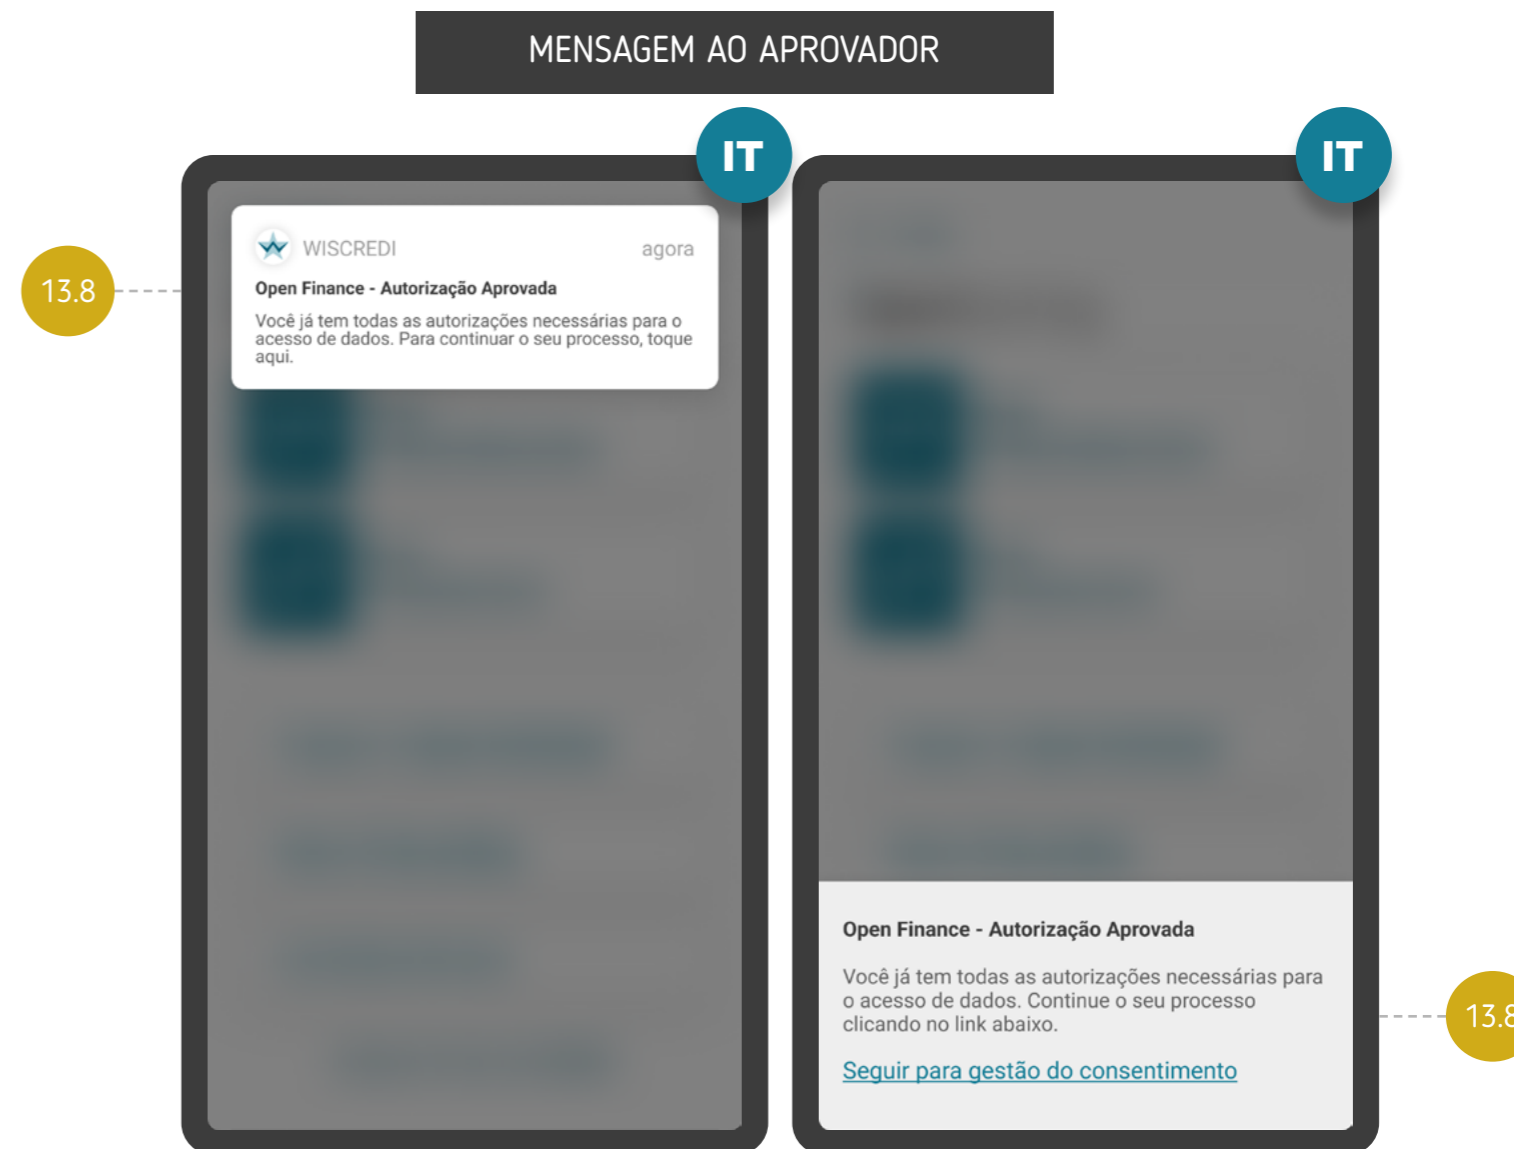 MENSAGEM AO APROVADOR
IT
IT
13.8
WISCREDI
agora
Open Finance - Autorização Aprovada
Você já tem todas as autorizações necessárias para o
acesso de dados. Para continuar o seu processo, toque
aqui.
Open Finance - Autorização Aprovada
Você já tem todas as autorizações necessárias para
o acesso de dados. Continue o seu processo
clicando no link abaixo.
Seguir para gestão do consentimento
13.8